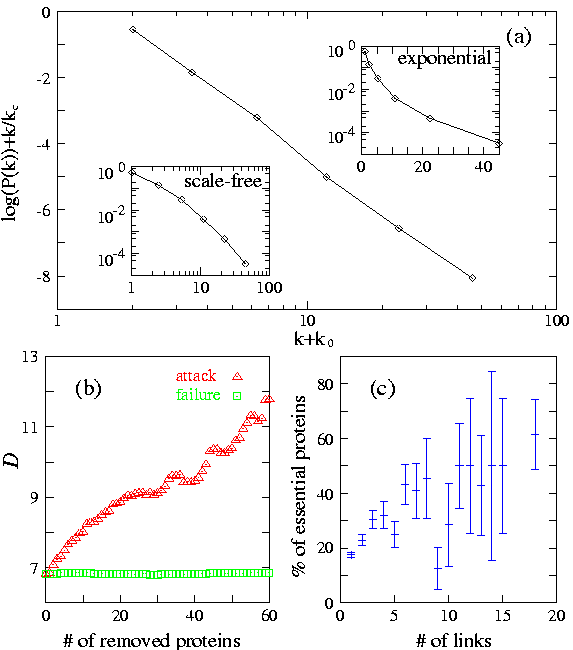 (a)
log(P(k))+k/k_c
0
-2
-4
-6
-8
1
10
100
k+k_0
exponential
10^0
10^-2
10^-4
0
20
40
scale-free
10^0
10^-2
10^-4
1
10
100
(b)
attack
failure
D
13
11
9
7
0
20
40
60
# of removed proteins
(c)
% of essential proteins
80
60
40
20
0
0
5
10
15
20
# of links